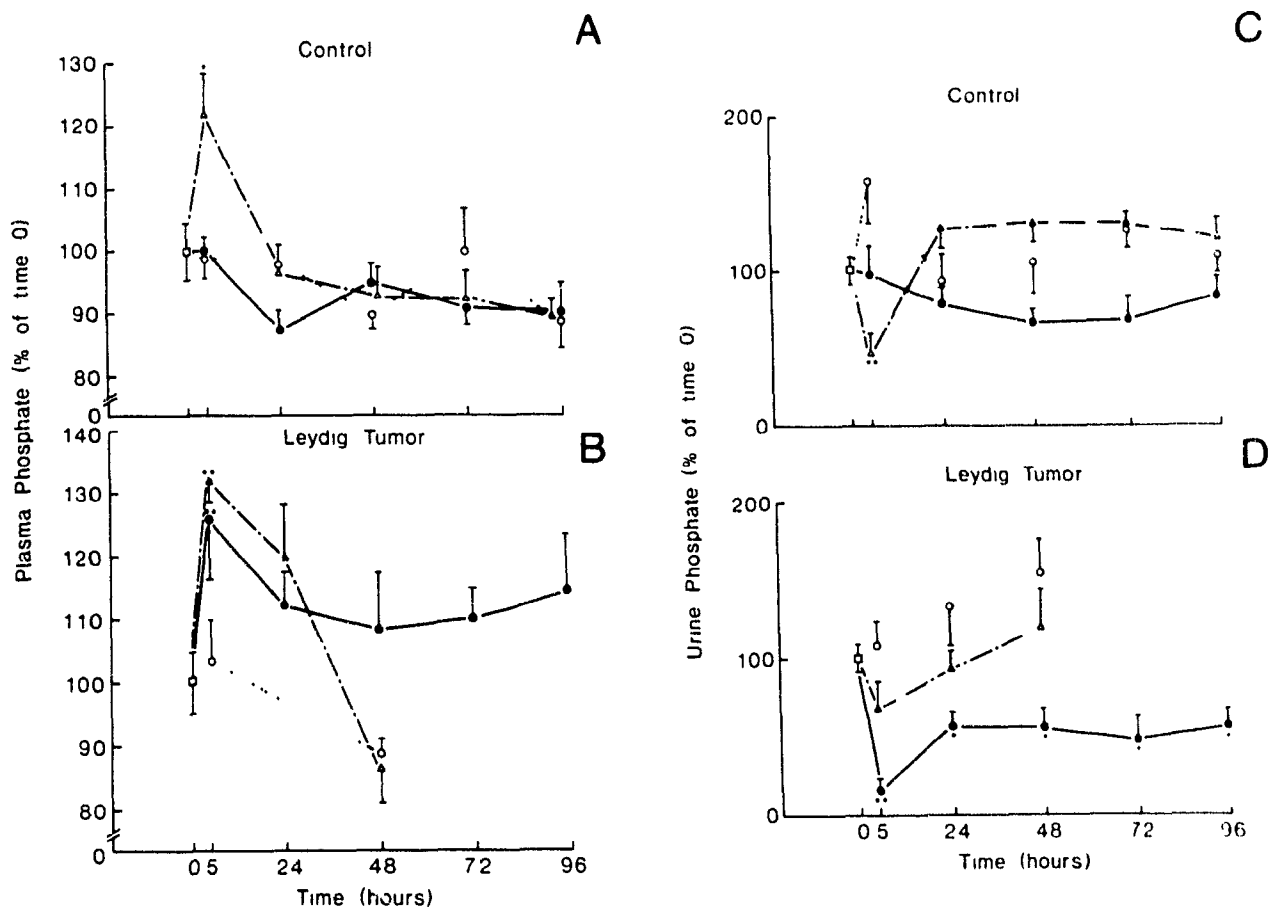 A
Control
130
120
110
100
90
80
0
Plasma Phosphate (% of time 0)
B
Leydig Tumor
140
130
120
110
100
90
80
0
0 5 24 48 72 96
Time (hours)
C
Control
200
100
0
Urine Phosphate (% of time 0)
D
Leydig Tumor
200
100
0
0 5 24 48 72 96
Time (hours)